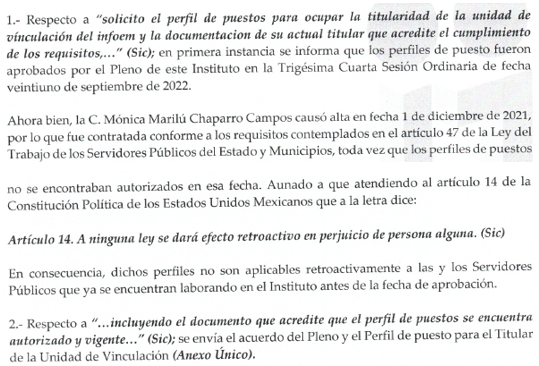 1.- Respecto a "solicito el perfil de puestos para ocupar la titularidad de la unidad de
vinculación del infoem y la documentacion de su actual titular que acredite el cumplimiento
de los requisitos,..." (Sic); en primera instancia se informa que los perfiles de puesto fueron
aprobados por el Pleno de este Instituto en la Trigésima Cuarta Sesión Ordinaria de fecha
veintiuno de septiembre de 2022.
Ahora bien, la C. Mónica Marilú Chaparro Campos causó alta en fecha 1 de diciembre de 2021,
por lo que fue contratada conforme a los requisitos contemplados en el artículo 47 de la Ley del
Trabajo de los Servidores Públicos del Estado y Municipios, toda vez que los perfiles de puestos
no se encontraban autorizados en esa fecha. Aunado a que atendiendo al artículo 14 de la
Constitución Política de los Estados Unidos Mexicanos que a la letra dice:
Artículo 14. A ninguna ley se dará efecto retroactivo en perjuicio de persona alguna. (Sic)
En consecuencia, dichos perfiles no son aplicables retroactivamente a las y los Servidores
Públicos que ya se encuentran laborando en el Instituto antes de la fecha de aprobación.
2.- Respecto a "...incluyendo el documento que acredite que el perfil de puestos se encuentra
autorizado y vigente..." (Sic); se envía el acuerdo del Pleno y el Perfil de puesto para el Titular
de la Unidad de Vinculación (Anexo Único).